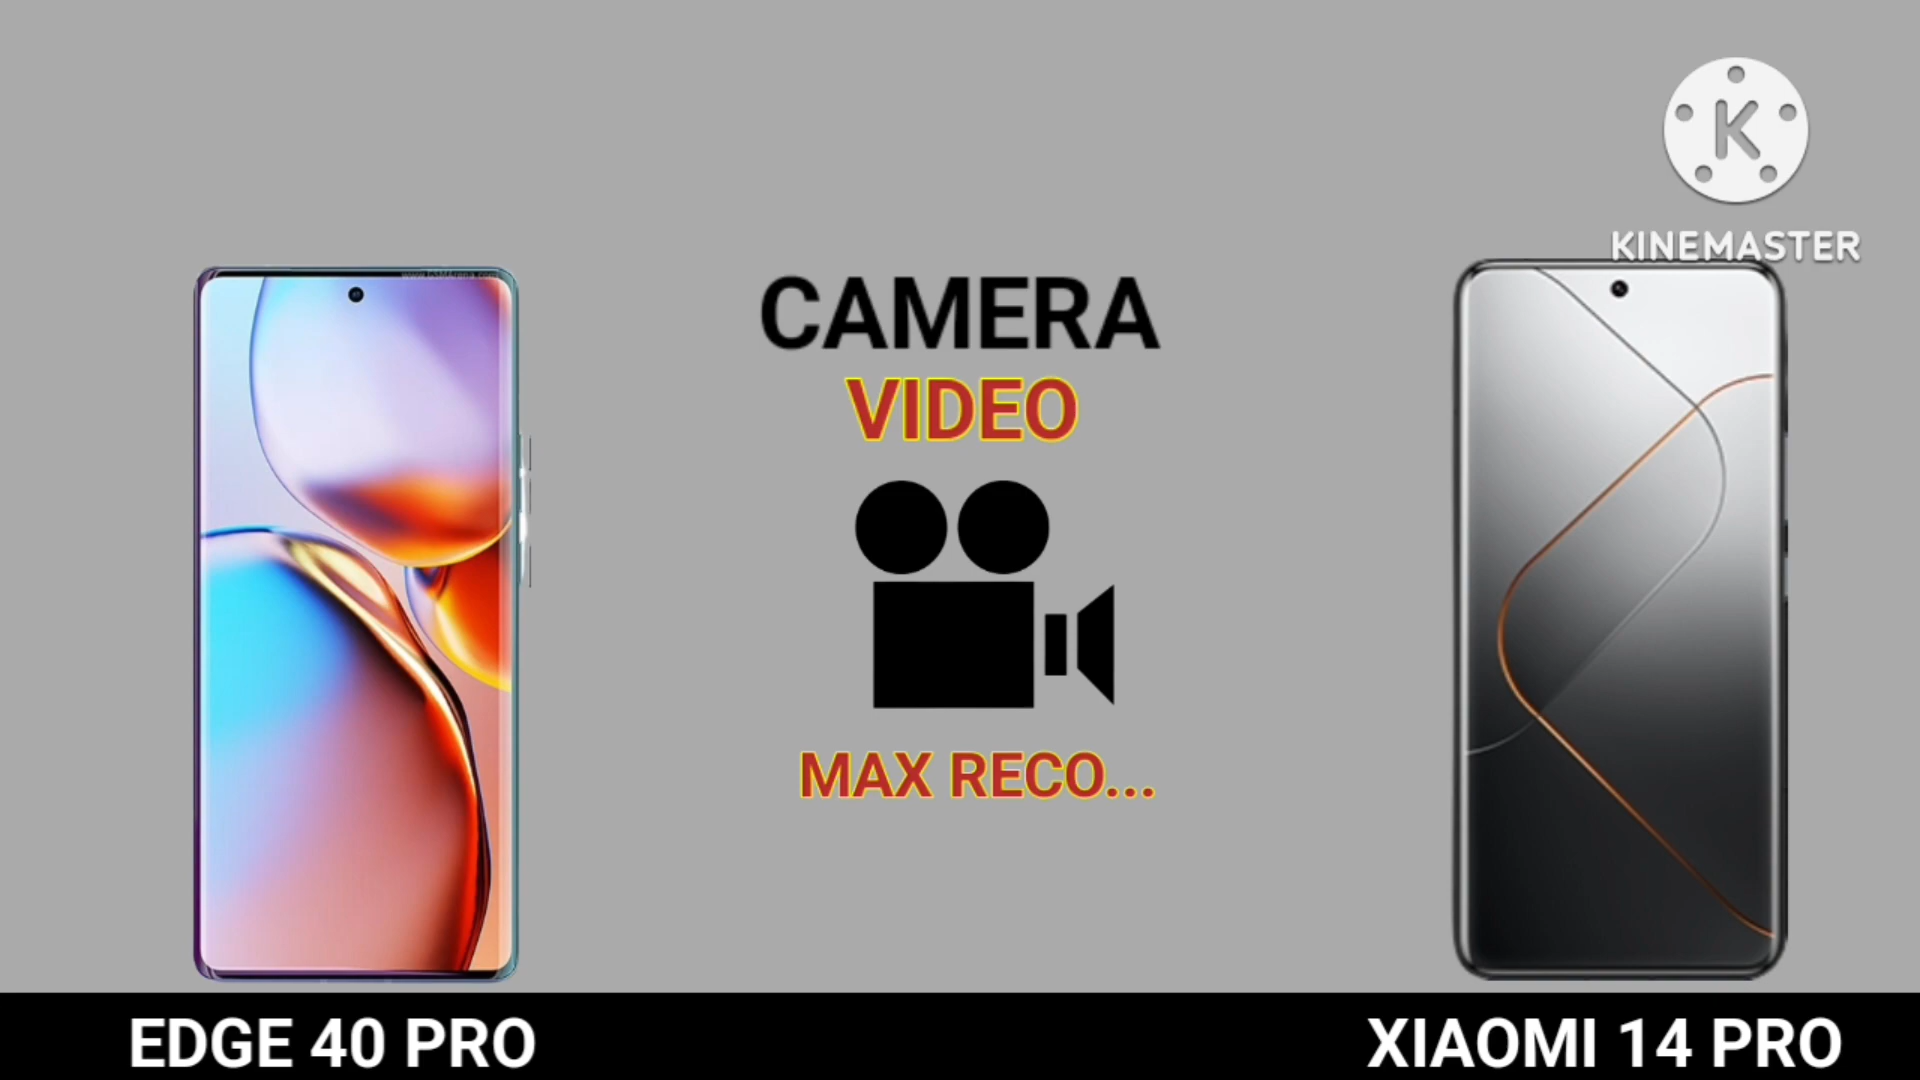 K
KINEMASTER
CAMERA
VIDEO
MAX RECO...
EDGE 40 PRO
XIAOMI 14 PRO